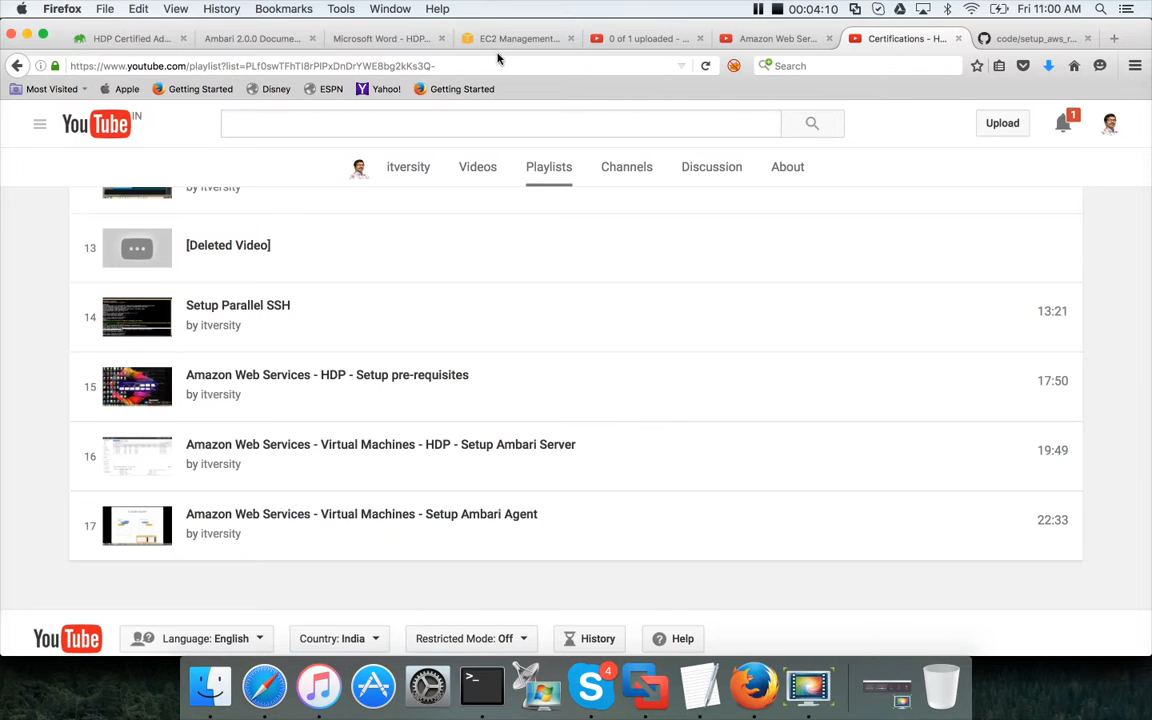 Firefox File Edit View History Bookmarks Tools Window Help 00:04:10 Fri 11:00 AM
HDP Certified Ad... Ambari 2.0.0 Docume... Microsoft Word - HDP... EC2 Management... 0 of 1 uploaded - ... Amazon Web Ser... Certifications - H... code/setup_aws_r...
https://www.youtube.com/playlist?list=PLf0swTFhTI8rPIPxDnDrYWE8bg2kKs3Q- Search
Most Visited Apple Getting Started Disney ESPN Yahoo! Getting Started
YouTube IN Upload 1
itversity Videos Playlists Channels Discussion About
by itversity
13 [Deleted Video]
14 Setup Parallel SSH 13:21
by itversity
15 Amazon Web Services - HDP - Setup pre-requisites 17:50
by itversity
16 Amazon Web Services - Virtual Machines - HDP - Setup Ambari Server 19:49
by itversity
17 Amazon Web Services - Virtual Machines - Setup Ambari Agent 22:33
by itversity
YouTube Language: English Country: India Restricted Mode: Off History Help
4